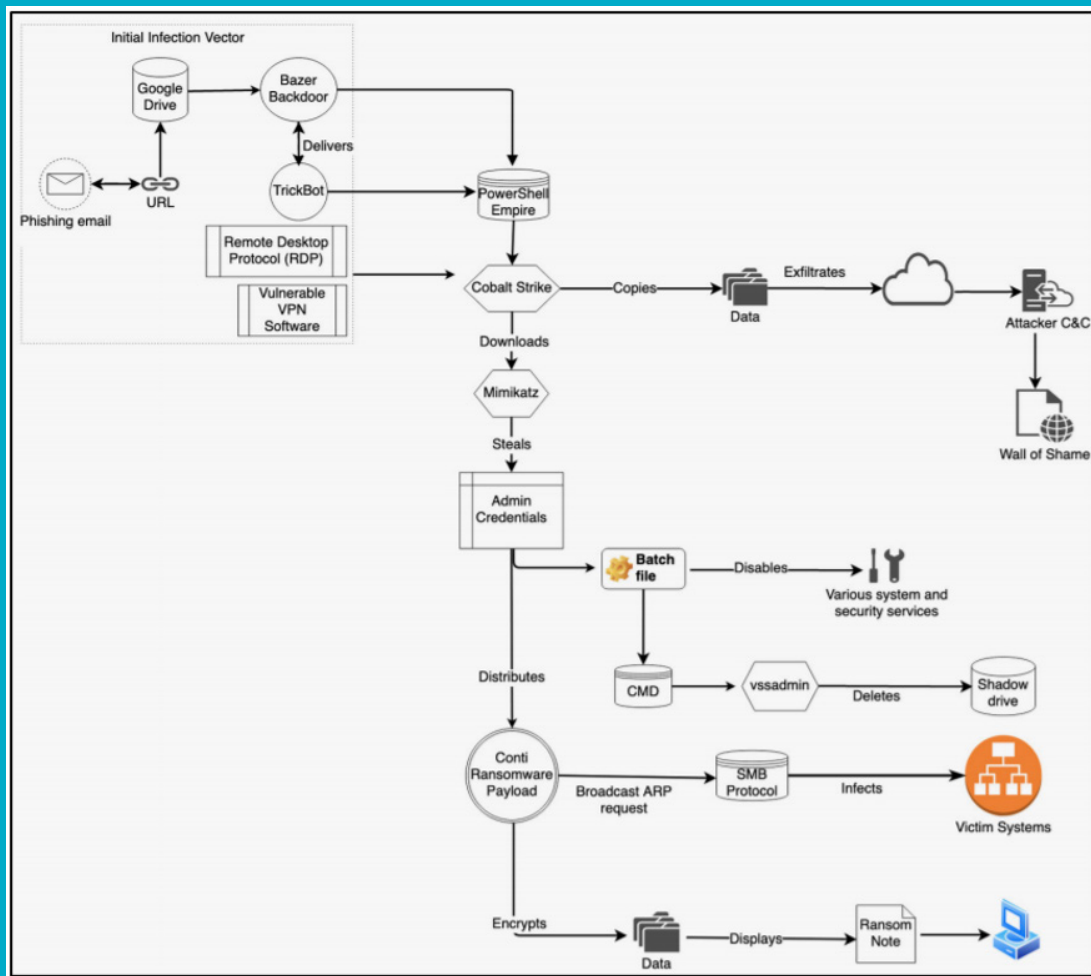 Initial Infection Vector
Google
Drive
Bazer
Backdoor
Delivers
TrickBot
Phishing email
URL
PowerShell
Empire
Remote Desktop
Protocol (RDP)
Vulnerable
VPN
Software
Cobalt Strike
Copies
Data
Exfiltrates
Attacker C&C
Wall of Shame
Downloads
Mimikatz
Steals
Admin
Credentials
Batch
file
Disables
Various system and
security services
CMD
vssadmin
Deletes
Shadow
drive
Distributes
Conti
Ransomware
Payload
Broadcast ARP
request
SMB
Protocol
Infects
Victim Systems
Encrypts
Data
Displays
Ransom
Note